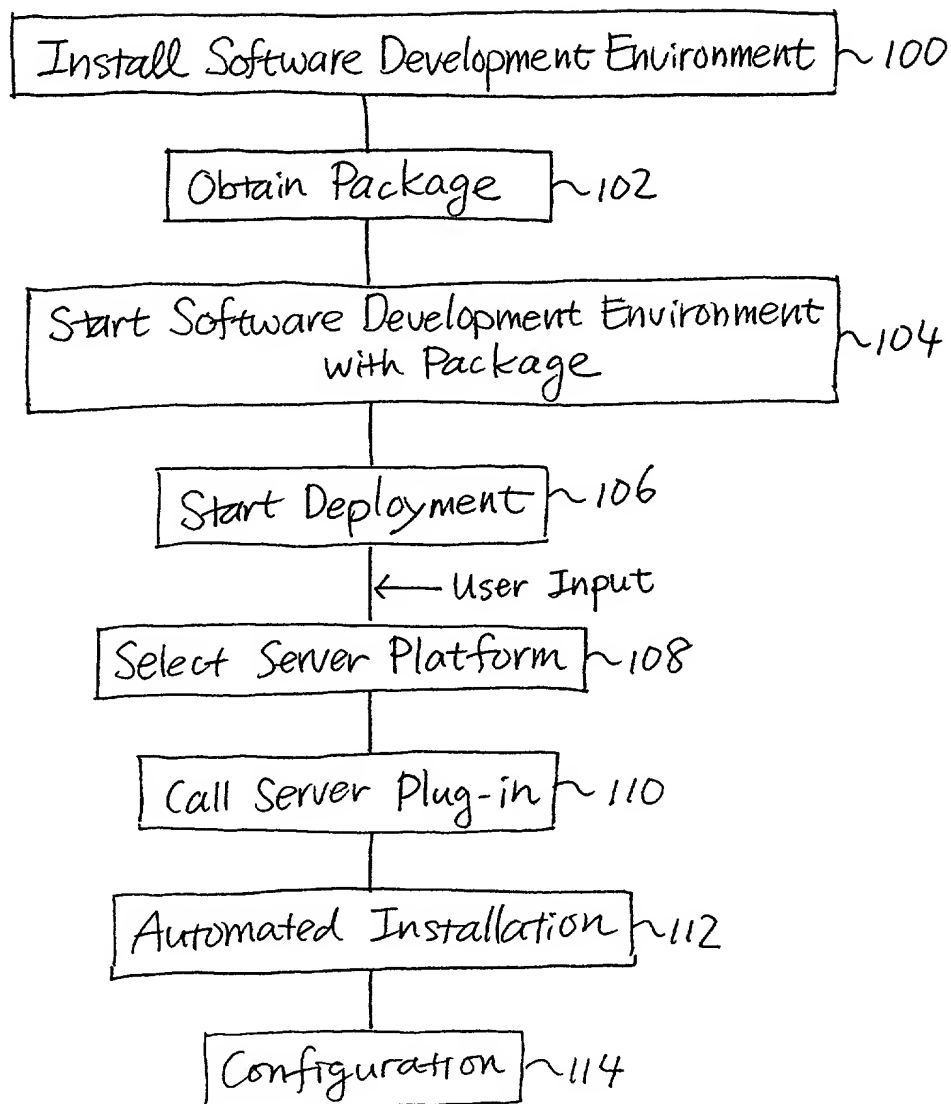 Install Software Development Environment 100
Obtain Package 102
Start Software Development Environment
with Package 104
Start Deployment 106
← User Input
Select Server Platform 108
Call Server Plug-in 110
Automated Installation 112
Configuration 114